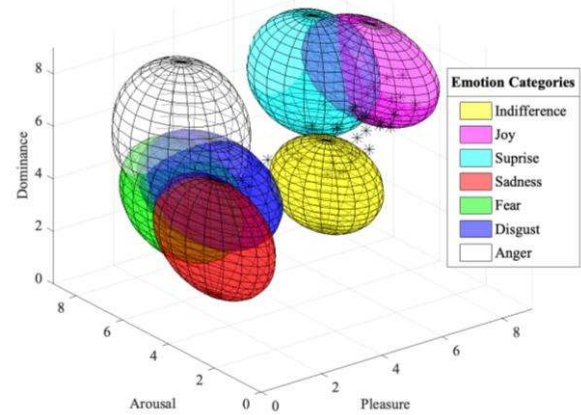 8
6
4
2
0
Dominance
8
6
4
2
0
Arousal
0
2
4
6
8
Pleasure
Emotion Categories
Indifference
Joy
Suprise
Sadness
Fear
Disgust
Anger